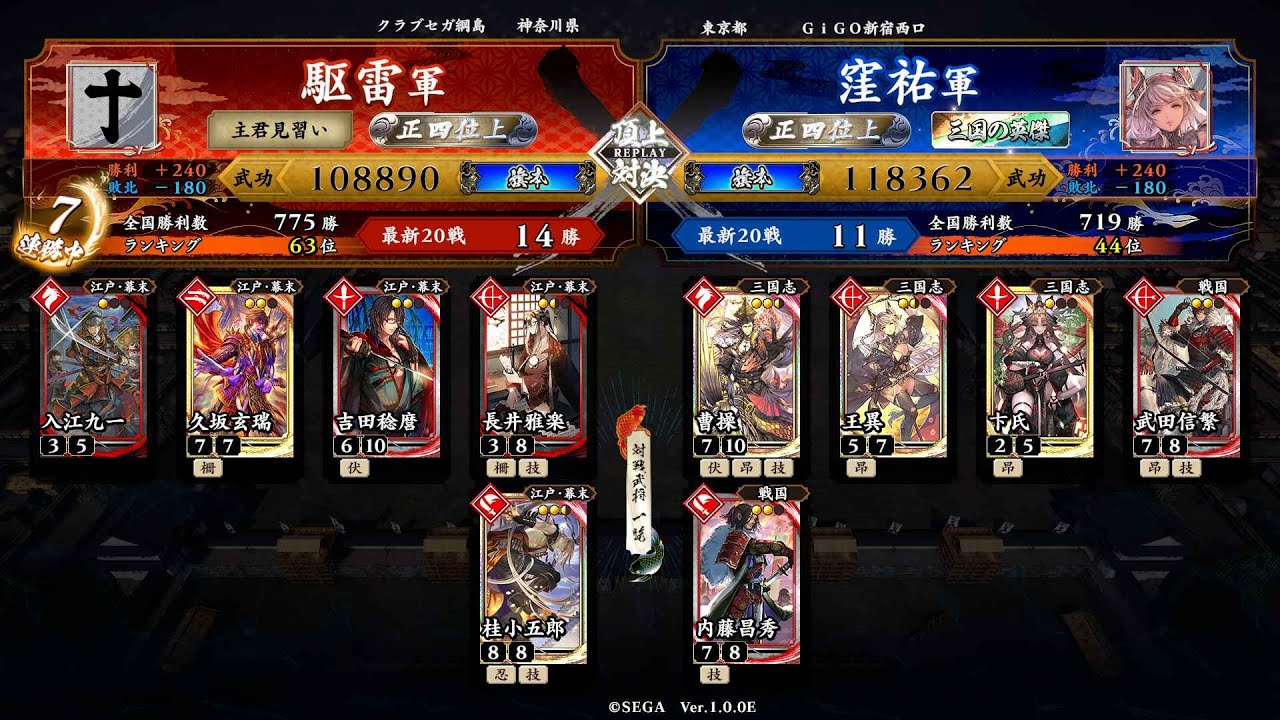 クラブセガ綱島 神奈川県
東京都 GiGO新宿西口
駆雷軍
窪祐軍
主君見習い 正四位上
正四位上 三国の英傑
頂上
REPLAY
対決
勝利 +240
敗北 -180
武功 108890 旗本
旗本 118362 武功
勝利 +240
敗北 -180
7
連勝中
全国勝利数 775勝
ランキング 63位
最新20戦 14勝
最新20戦 11勝
全国勝利数 719勝
ランキング 44位
江戸・幕末
入江九一
3 5
江戸・幕末
久坂玄瑞
7 7
柵
江戸・幕末
吉田稔麿
6 10
伏
江戸・幕末
長井雅楽
3 8
柵 技
三国志
曹操
7 10
伏 昂 技
三国志
王異
5 7
昂
三国志
卞氏
2 5
昂
戦国
武田信繁
7 8
昂 技
対戦武将一覧
江戸・幕末
桂小五郎
8 8
忍 技
戦国
内藤昌秀
7 8
技
©SEGA Ver.1.0.0E